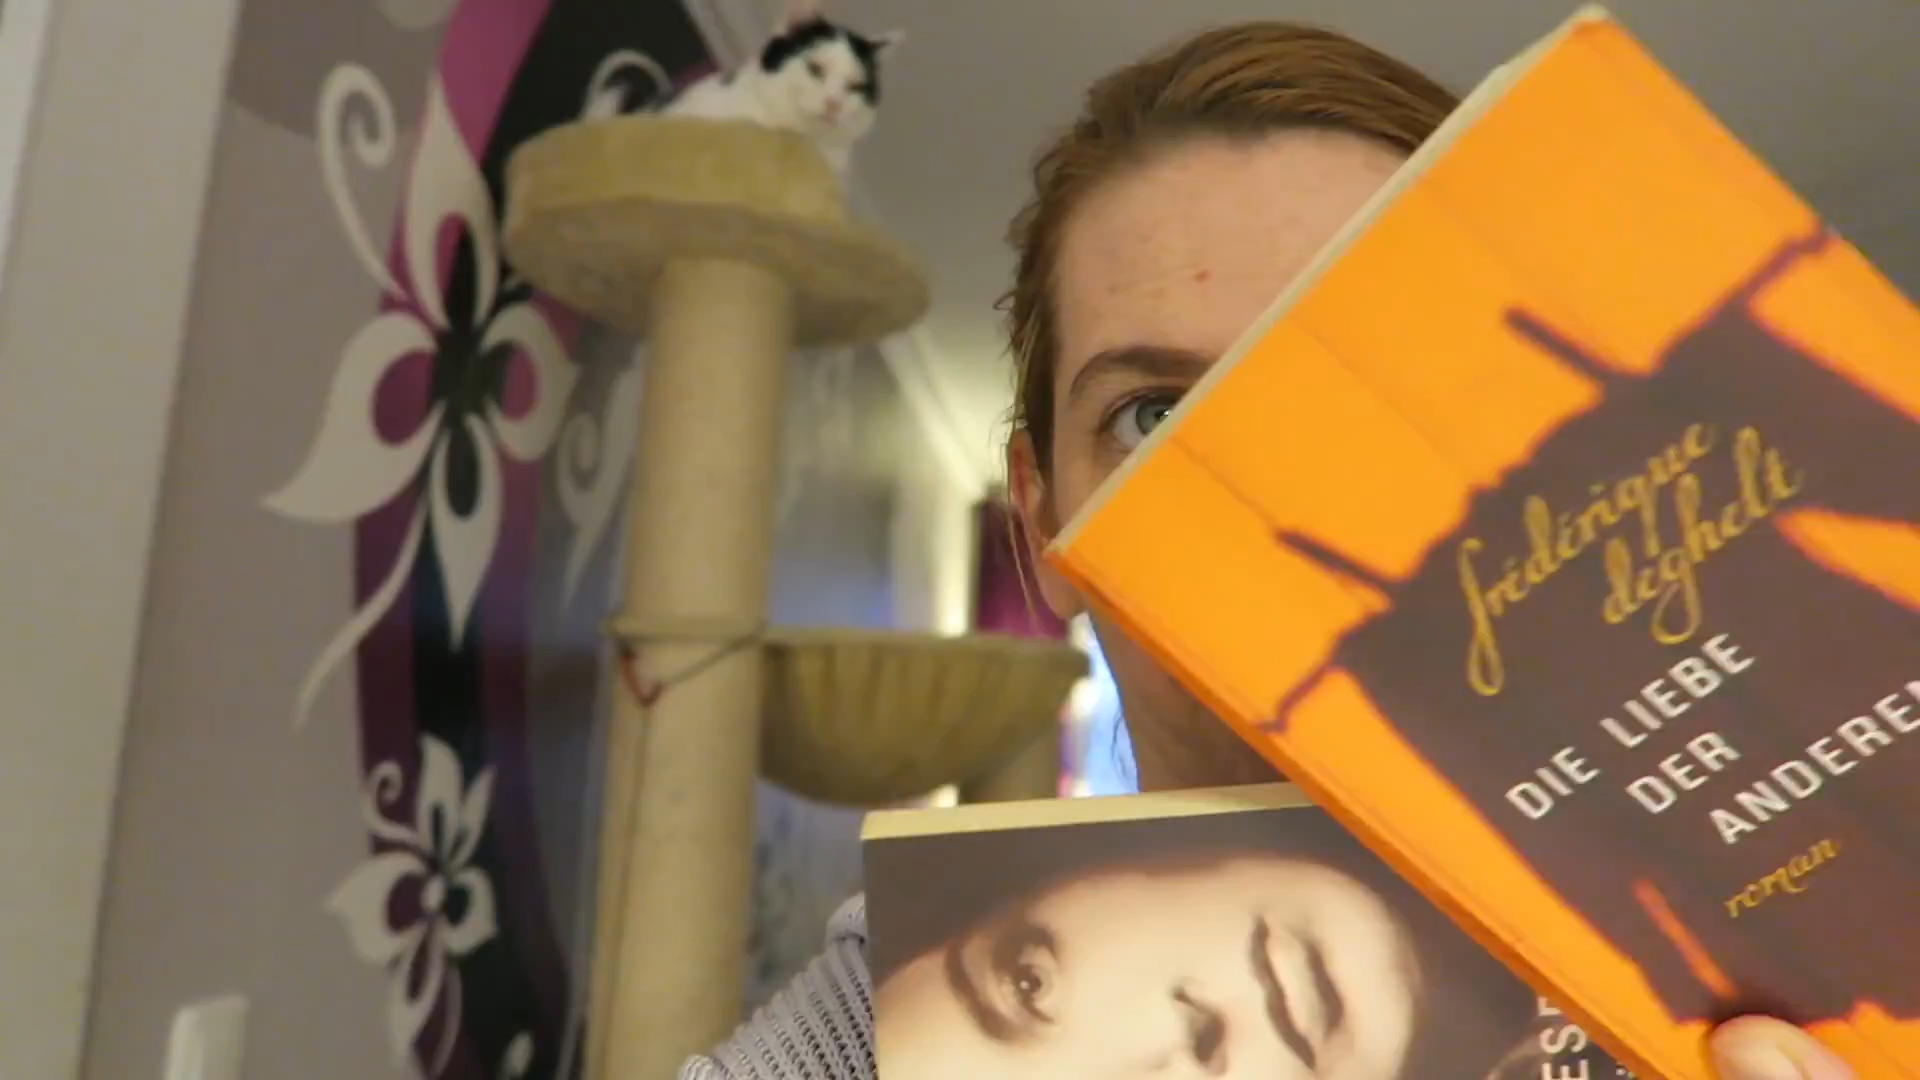 frédérique
deghelt
DIE LIEBE
DER
ANDEREN
roman